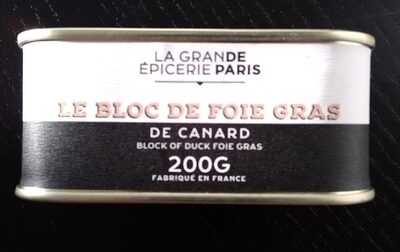 LA GRANDE
ÉPICERIE PARIS
LE BLOC DE FOIE GRAS
DE CANARD
BLOCK OF DUCK FOIE GRAS
200G
FABRIQUÉ EN FRANCE